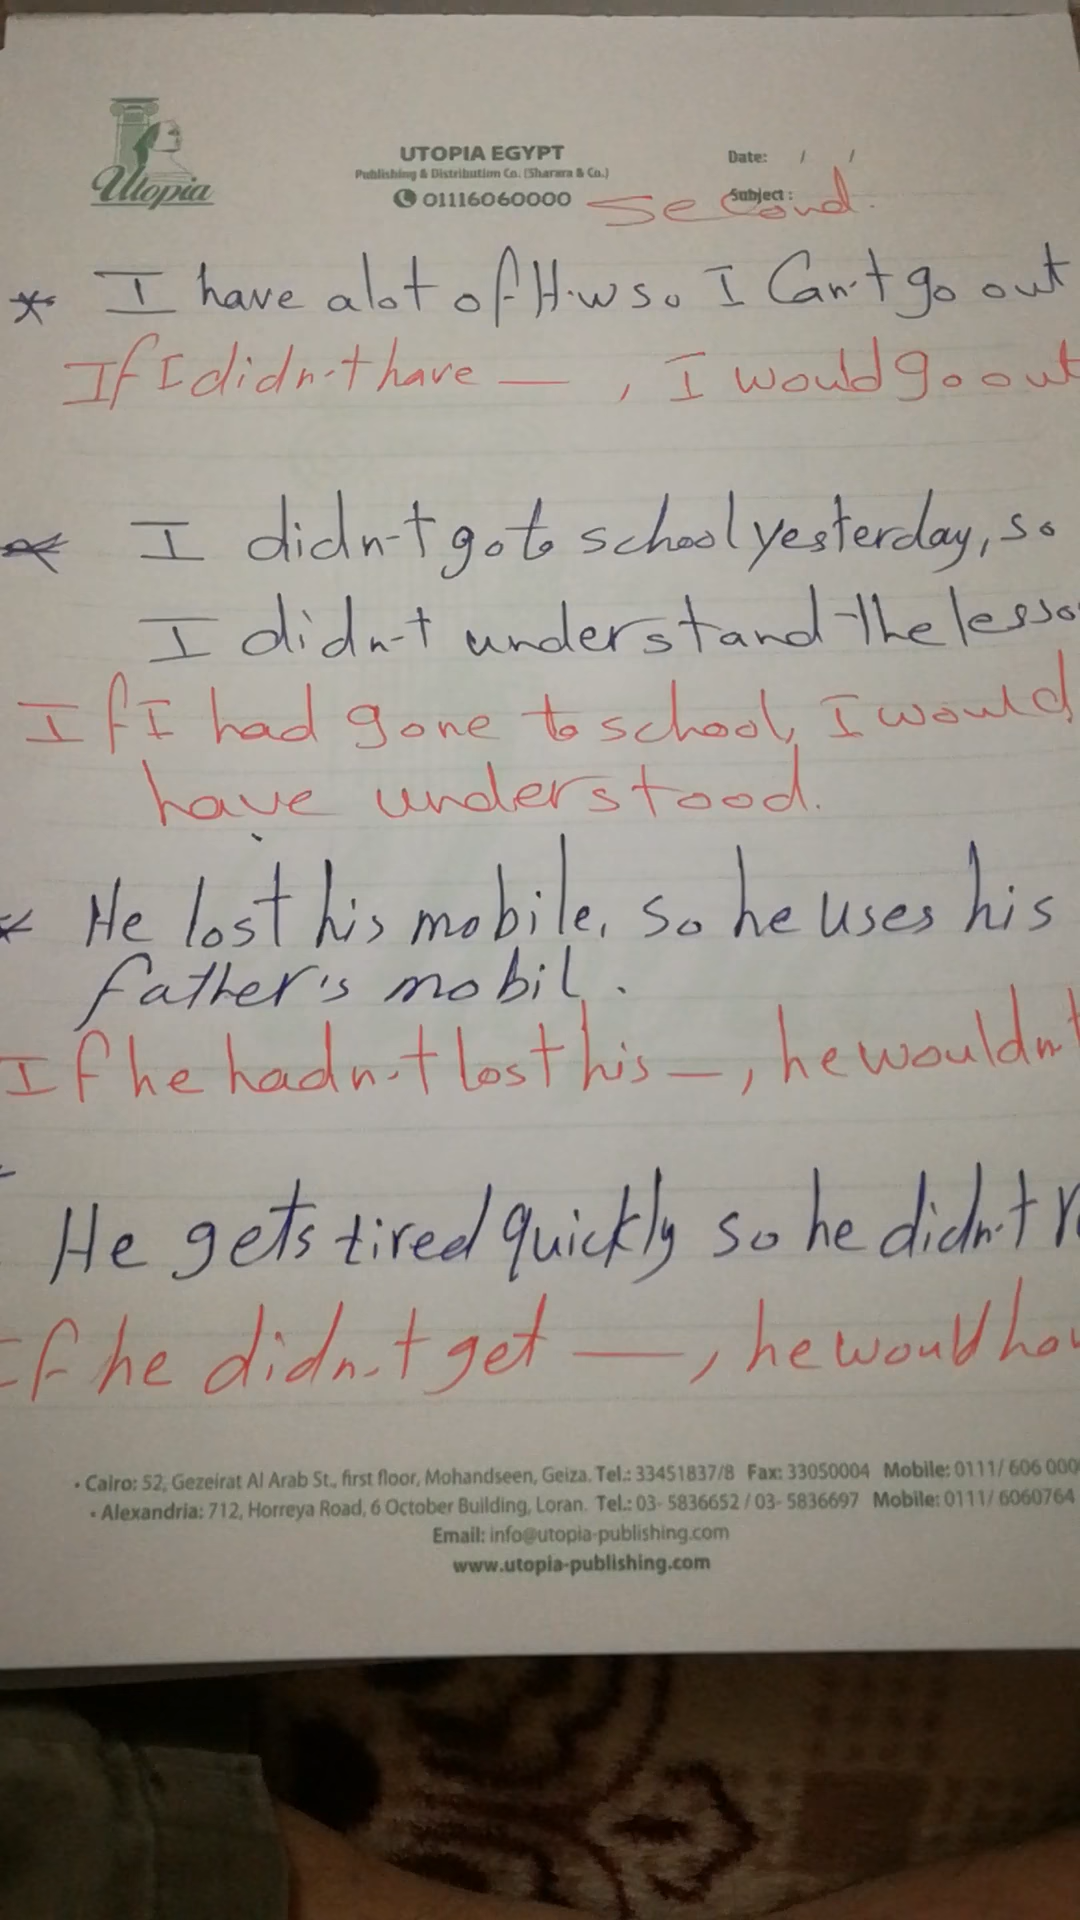 Utopia
UTOPIA EGYPT
Publishing & Distribution Co. (Sharara & Co.)
01116060000
Date: / /
Subject :
second.
* I have alot of H.w so I Can't go out
If I didn't have — , I would go out
* I didn't go to school yesterday, so
I didn't understand the lesso
If I had gone to school, I would
have understood.
* He lost his mobile, so he uses his
father's mobil.
If he hadn't lost his —, he wouldn't
He gets tired quickly so he didn't r
If he didn't get —, he would hav
• Cairo: 52, Gezeirat Al Arab St., first floor, Mohandseen, Geiza. Tel.: 33451837/8 Fax: 33050004 Mobile: 0111/ 606 000
• Alexandria: 712, Horreya Road, 6 October Building, Loran. Tel.: 03- 5836652 / 03- 5836697 Mobile: 0111/ 6060764
Email: info@utopia-publishing.com
www.utopia-publishing.com